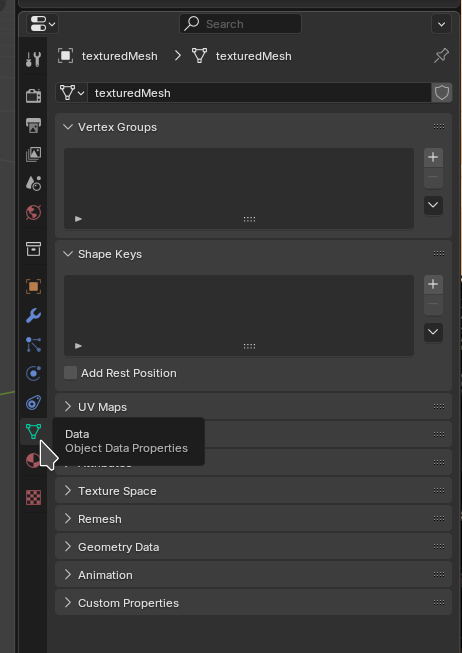 Search
texturedMesh texturedMesh
texturedMesh
Vertex Groups
Shape Keys
Add Rest Position
UV Maps
Data
Object Data Properties
Attributes
Texture Space
Remesh
Geometry Data
Animation
Custom Properties